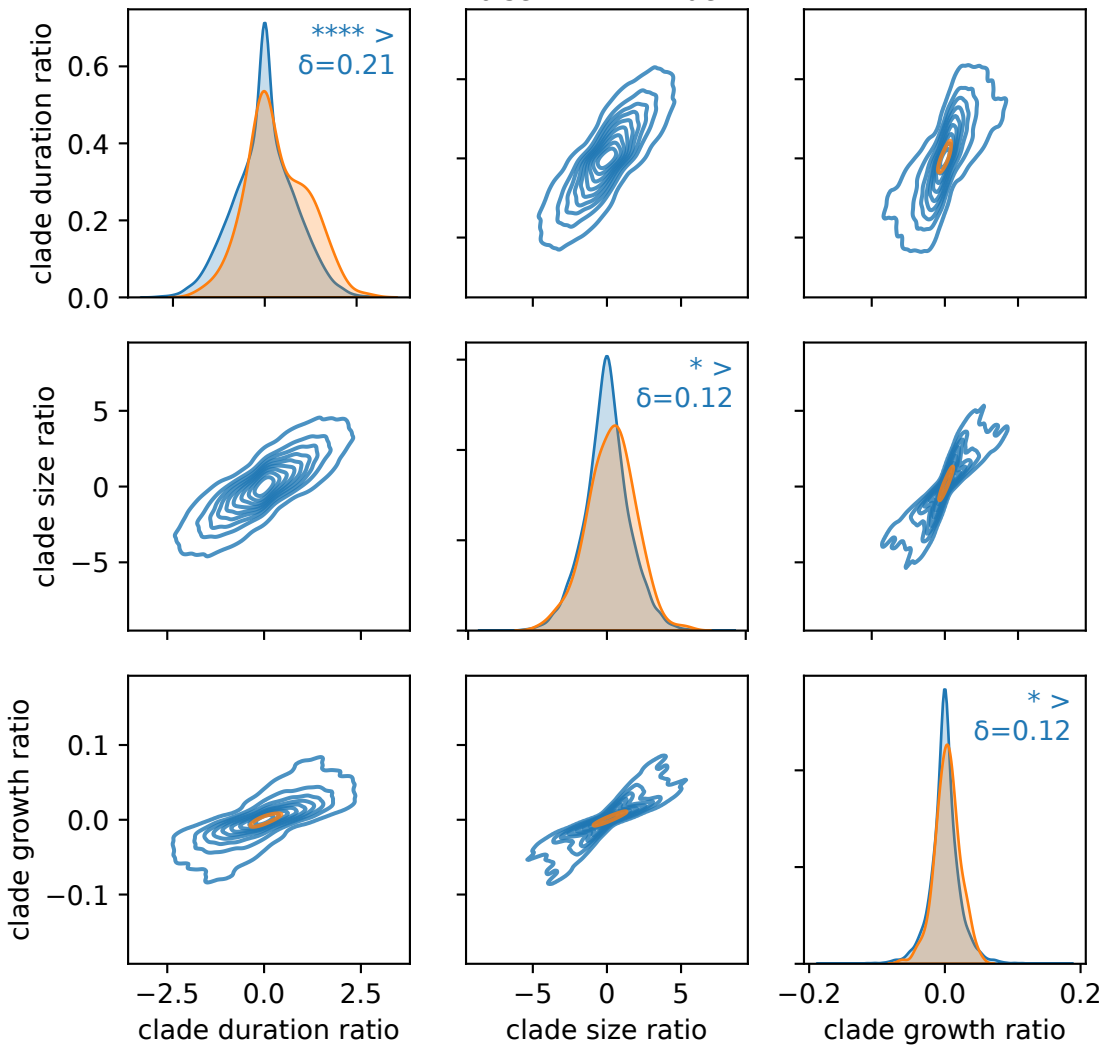 clade duration ratio
0.6
0.4
0.2
0.0
**** >
δ=0.21
clade size ratio
5
0
−5
* >
δ=0.12
clade growth ratio
0.1
0.0
−0.1
* >
δ=0.12
−2.5 0.0 2.5
−5 0 5
−0.2 0.0 0.2
clade duration ratio
clade size ratio
clade growth ratio